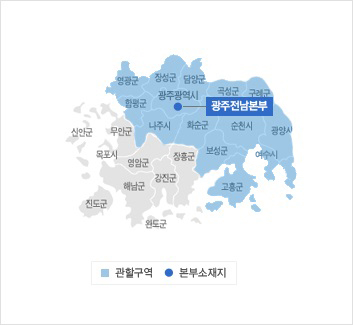 영광군
장성군
담양군
곡성군
구례군
함평군
광주광역시
광주전남본부
신안군
무안군
나주시
화순군
순천시
광양시
목포시
영암군
장흥군
보성군
여수시
해남군
강진군
고흥군
진도군
완도군
관할구역
본부소재지